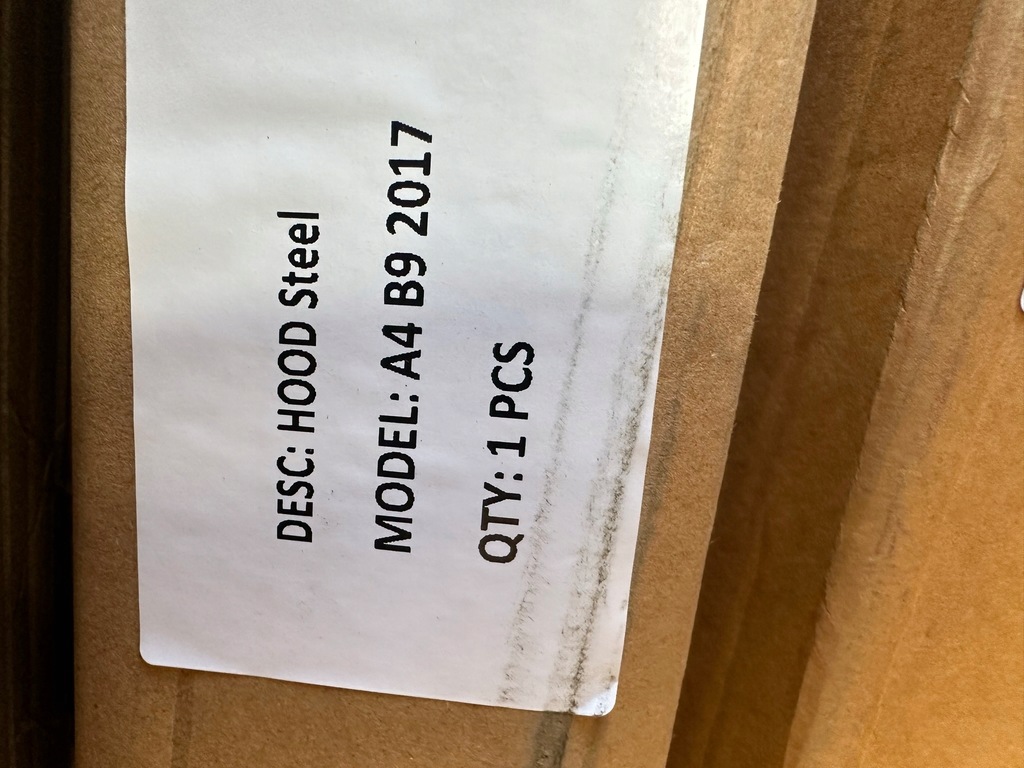 DESC: HOOD Steel
MODEL: A4 B9 2017
QTY: 1 PCS